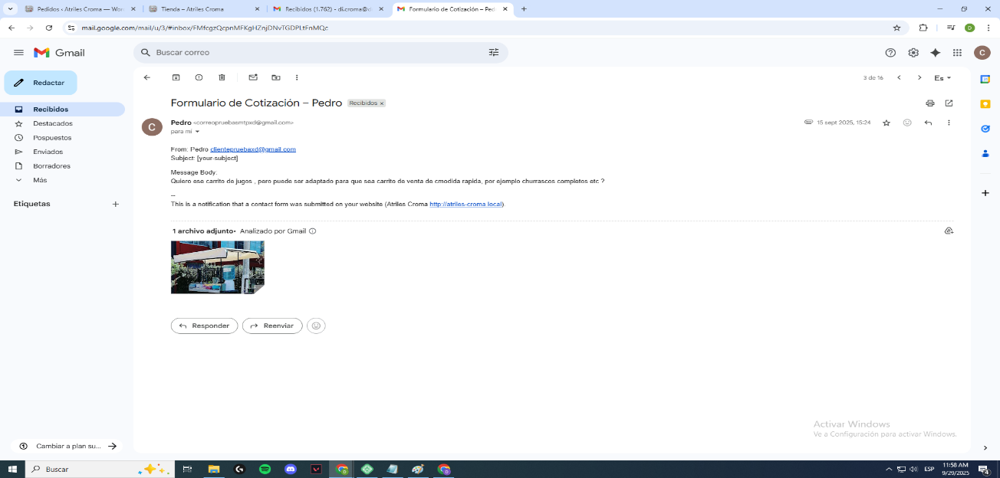 Pedidos ‹ Atriles Croma — Wor
Tienda – Atriles Croma
Recibidos (1.762) - di.croma@d
Formulario de Cotización – Ped
mail.google.com/mail/u/3/#inbox/FMfcgzQcpnMFKgHZnjDNvTGDPLtFnMQc
D
Gmail
Buscar correo
C
Redactar
3 de 16
Es
Recibidos
Destacados
Pospuestos
Enviados
Borradores
Más
Etiquetas
Formulario de Cotización – Pedro Recibidos x
C
Pedro <correopruebasmtpxd@gmail.com>
15 sept 2025, 15:24
para mí
From: Pedro clientepruebaxd@gmail.com
Subject: [your-subject]
Message Body:
Quiero ese carrito de jugos , pero puede ser adaptado para que sea carrito de venta de cmodida rapida, por ejemplo churrascos completos etc ?
--
This is a notification that a contact form was submitted on your website (Atriles Croma http://atriles-croma.local).
1 archivo adjunto• Analizado por Gmail
Responder
Reenviar
Activar Windows
Ve a Configuración para activar Windows.
Cambiar a plan su...
Buscar
ESP
11:58 AM
9/29/2025
4